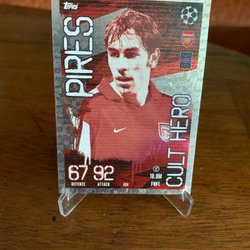 Topps
PIRES
CULT HERO
67 92
DEFENCE ATTACK